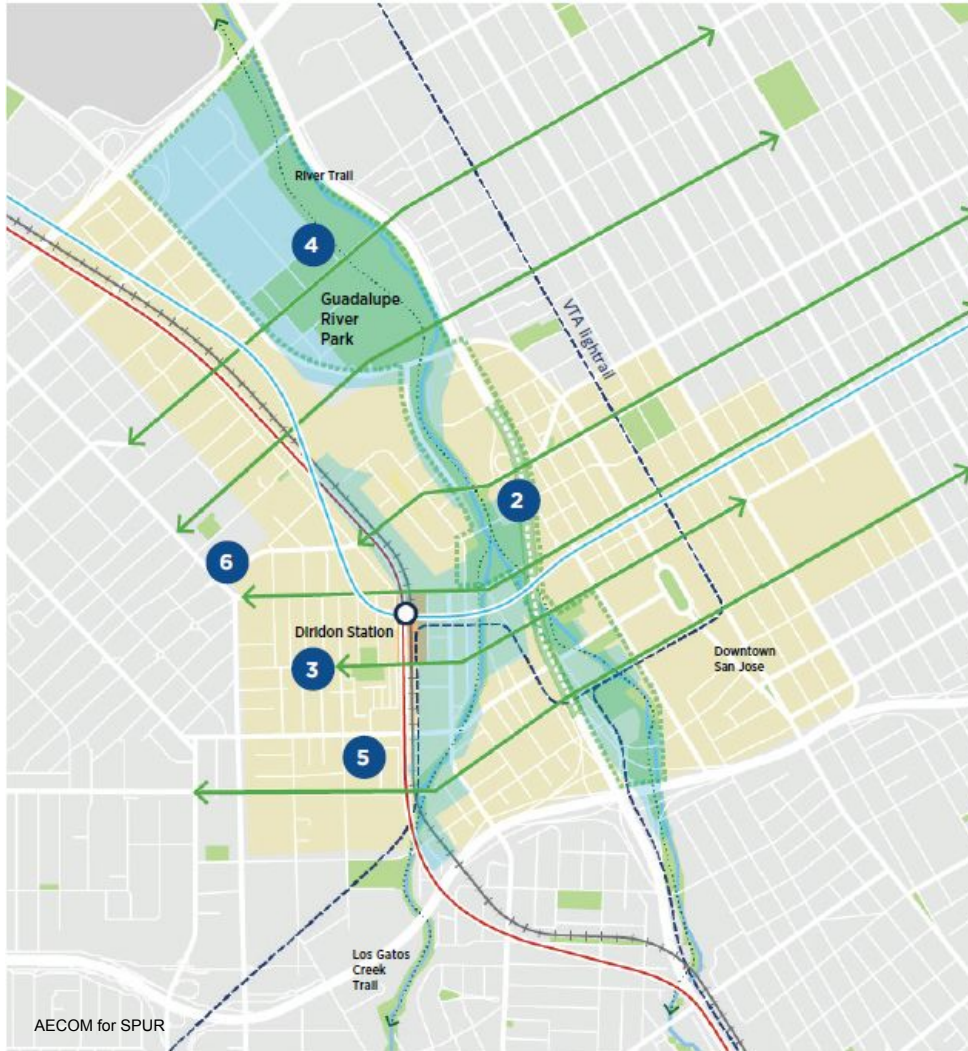 River Trail
4
Guadalupe
River
Park
VTA lightrail
2
6
Diridon Station
3
Downtown
San Jose
5
Los Gatos
Creek
Trail
AECOM for SPUR